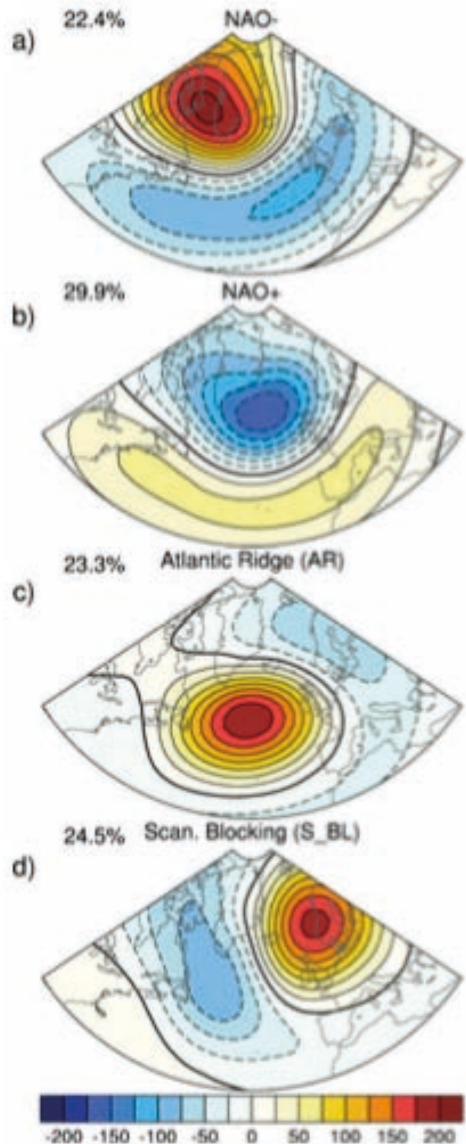 a) 22.4% NAO-
29.9% NAO+
b)
23.3% Atlantic Ridge (AR)
c)
24.5% Scan. Blocking (S_BL)
d)
-200 -150 -100 -50 0 50 100 150 200